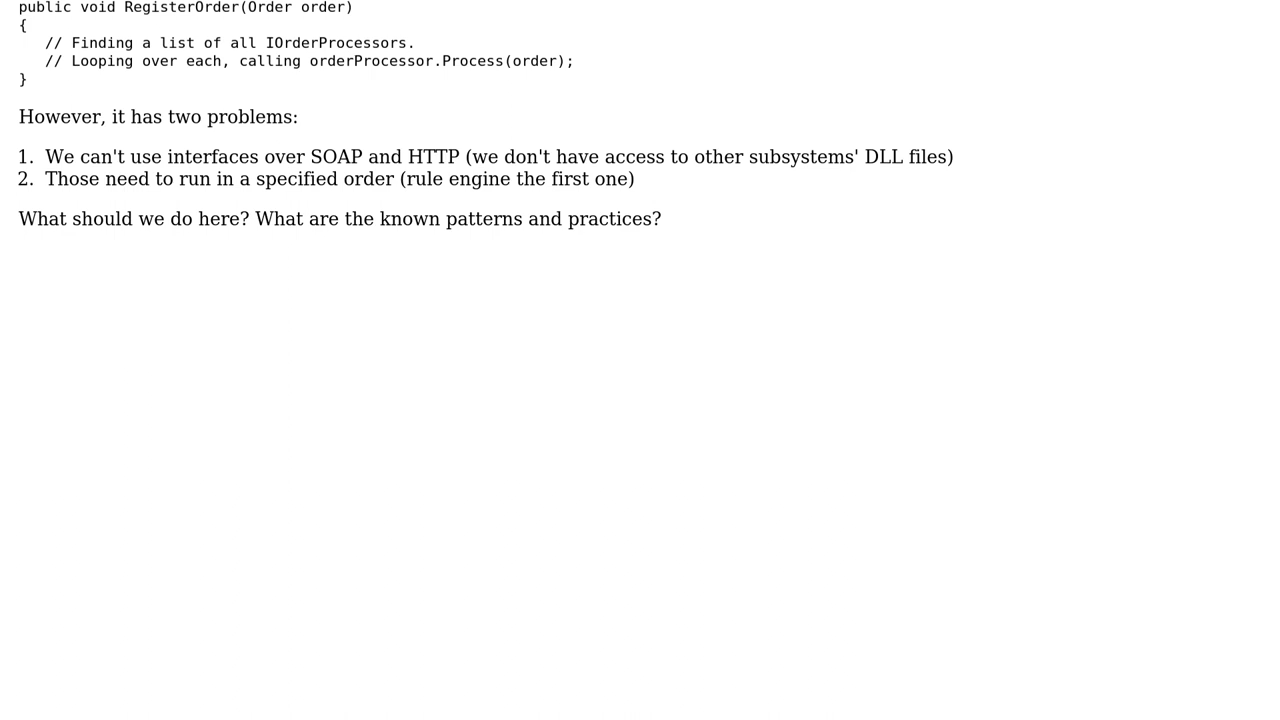 public void RegisterOrder(Order order)
{
   // Finding a list of all IOrderProcessors.
   // Looping over each, calling orderProcessor.Process(order);
}
However, it has two problems:
1. We can't use interfaces over SOAP and HTTP (we don't have access to other subsystems' DLL files)
2. Those need to run in a specified order (rule engine the first one)
What should we do here? What are the known patterns and practices?